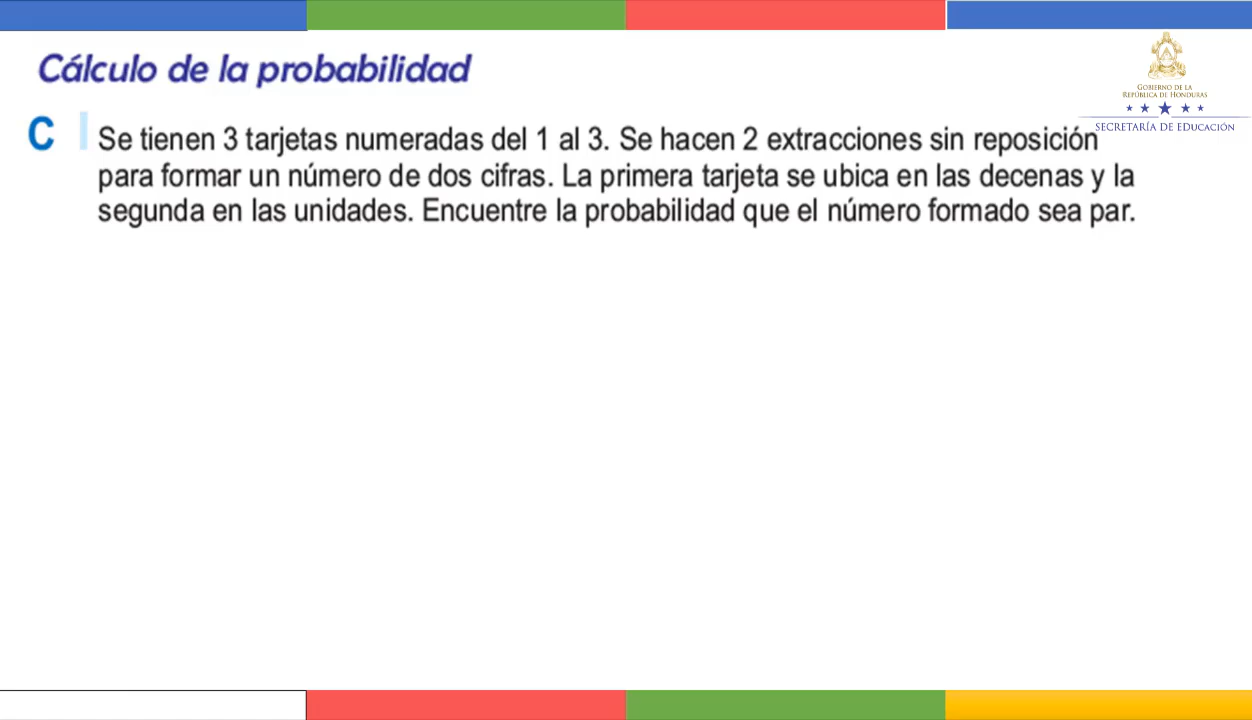 Cálculo de la probabilidad
GOBIERNO DE LA
REPÚBLICA DE HONDURAS
SECRETARÍA DE EDUCACIÓN
C
Se tienen 3 tarjetas numeradas del 1 al 3. Se hacen 2 extracciones sin reposición
para formar un número de dos cifras. La primera tarjeta se ubica en las decenas y la
segunda en las unidades. Encuentre la probabilidad que el número formado sea par.